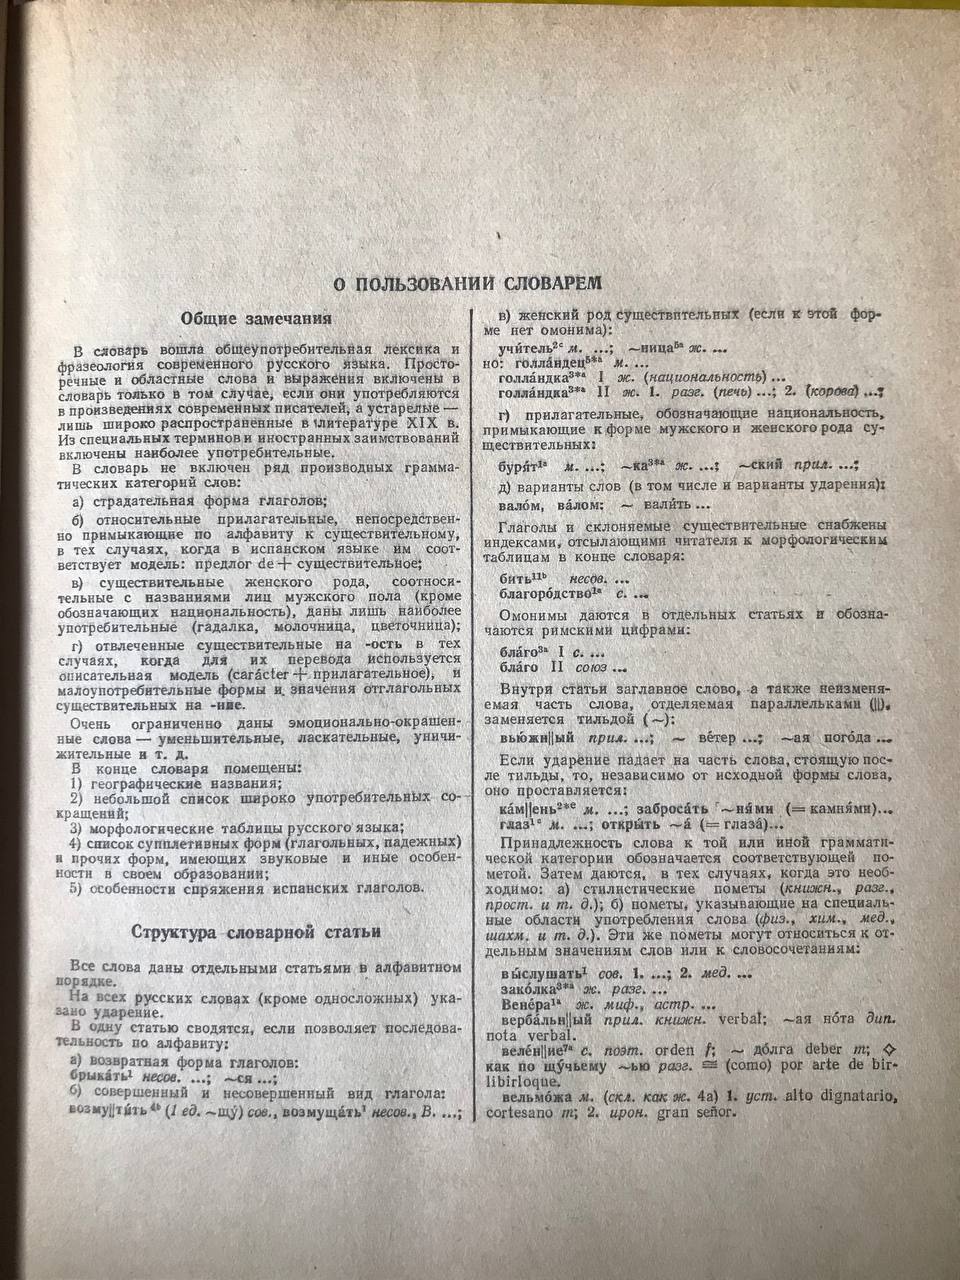 О ПОЛЬЗОВАНИИ СЛОВАРЕМ
Общие замечания
В словарь вошла общеупотребительная лексика и
фразеология современного русского языка. Просто-
речные и областные слова и выражения включены в
словарь только в том случае, если они употребляются
в произведениях современных писателей, а устарелые —
лишь широко распространенные в литературе XIX в.
Из специальных терминов и иностранных заимствований
включены наиболее употребительные.
В словарь не включен ряд производных грамма-
тических категорий слов:
а) страдательная форма глаголов;
б) относительные прилагательные, непосредствен-
но примыкающие по алфавиту к существительному,
в тех случаях, когда в испанском языке им соот-
ветствует модель: предлог de + существительное;
в) существительные женского рода, соотноси-
тельные с названиями лиц мужского пола (кроме
обозначающих национальность), даны лишь наиболее
употребительные (гадалка, молочница, цветочница);
г) отвлеченные существительные на -ость в тех
случаях, когда для их перевода используется
описательная модель (carácter + прилагательное), и
малоупотребительные формы и значения отглагольных
существительных на -ние.
Очень ограниченно даны эмоционально-окрашен-
ные слова — уменьшительные, ласкательные, уничи-
жительные и т. д.
В конце словаря помещены:
1) географические названия;
2) небольшой список широко употребительных со-
кращений;
3) морфологические таблицы русского языка;
4) список супплетивных форм (глагольных, падежных)
и прочих форм, имеющих звуковые и иные особен-
ности в своем образовании;
5) особенности спряжения испанских глаголов.
Структура словарной статьи
Все слова даны отдельными статьями в алфавитном
порядке.
На всех русских словах (кроме односложных) ука-
зано ударение.
В одну статью сводятся, если позволяет последова-
тельность по алфавиту:
а) возвратная форма глаголов:
брыка́ть¹ несов. ...; ~ся ...;
б) совершенный и несовершенный вид глагола:
возму||ти́ть⁴ᵇ (1 ед. ~щу́) сов., возмуща́ть¹ несов., В. ...;
в) женский род существительных (если к этой фор-
ме нет омонима):
учи́тель²ᶜ м. ...; ~ница⁵ᵃ ж. ...
но: голла́ндец⁵*ᵃ м. ...
голла́ндка³*ᵃ I ж. (национальность) ...
голла́ндка³*ᵃ II ж. 1. разг. (печь) ...; 2. (корова) ...;
г) прилагательные, обозначающие национальность,
примыкающие к форме мужского и женского рода су-
ществительных:
буря́т¹ᵃ м. ...; ~ка³*ᵃ ж. ...; ~ский прил. ...;
д) варианты слов (в том числе и варианты ударения):
вало́м, ва́лом: ~ вали́ть ...
Глаголы и склоняемые существительные снабжены
индексами, отсылающими читателя к морфологическим
таблицам в конце словаря:
бить¹¹ᵇ несов. ...
благоро́дство¹ᵃ с. ...
Омонимы даются в отдельных статьях и обозна-
чаются римскими цифрами:
бла́го³ᵃ I с. ...
бла́го II союз ...
Внутри статьи заглавное слово, а также неизменя-
емая часть слова, отделяемая параллельками (||),
заменяется тильдой (~):
вью́жн||ый прил. ...; ~ ве́тер ...; ~ая пого́да ...
Если ударение падает на часть слова, стоящую пос-
ле тильды, то, независимо от исходной формы слова,
оно проставляется:
ка́м||ень²*ᵉ м. ...; заброса́ть ~ня́ми (= камня́ми)...
глаз¹ᶜ м. ...; откры́ть ~а́ (= глаза́)...
Принадлежность слова к той или иной граммати-
ческой категории обозначается соответствующей по-
метой. Затем даются, в тех случаях, когда это необ-
ходимо: а) стилистические пометы (книжн., разг.,
прост. и т. д.); б) пометы, указывающие на специаль-
ные области употребления слова (физ., хим., мед.,
шахм. и т. д.). Эти же пометы могут относиться к от-
дельным значениям слов или к словосочетаниям:
вы́слушать¹ сов. 1. ...; 2. мед. ...
зако́лка³*ᵃ ж. разг. ...
Вене́ра¹ᵃ ж. миф., астр. ...
верба́льн||ый прил. книжн. verbal; ~ая но́та дип.
nota verbal.
веле́н||ие⁷ᵃ с. поэт. orden f; ~ до́лга deber m; ◇
как по щу́чьему ~ью разг. ≅ (como) por arte de bir-
libirloque.
вельмо́жа м. (скл. как ж. 4a) 1. уст. alto dignatario,
cortesano m; 2. ирон. gran señor.